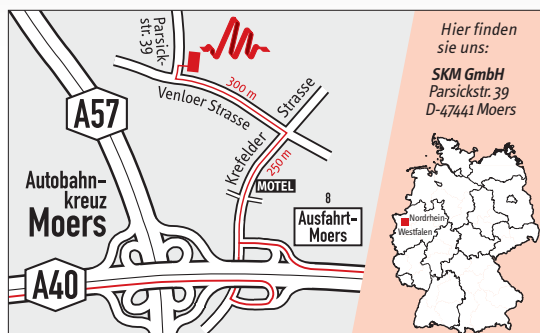 Parsick-
str. 39
300 m
Venloer Strasse
Strasse
Krefelder
250 m
MOTEL
A57
Autobahn-
kreuz
Moers
8
Ausfahrt-
Moers
A40
Hier finden
sie uns:
SKM GmbH
Parsickstr. 39
D-47441 Moers
Nordrhein-
Westfalen